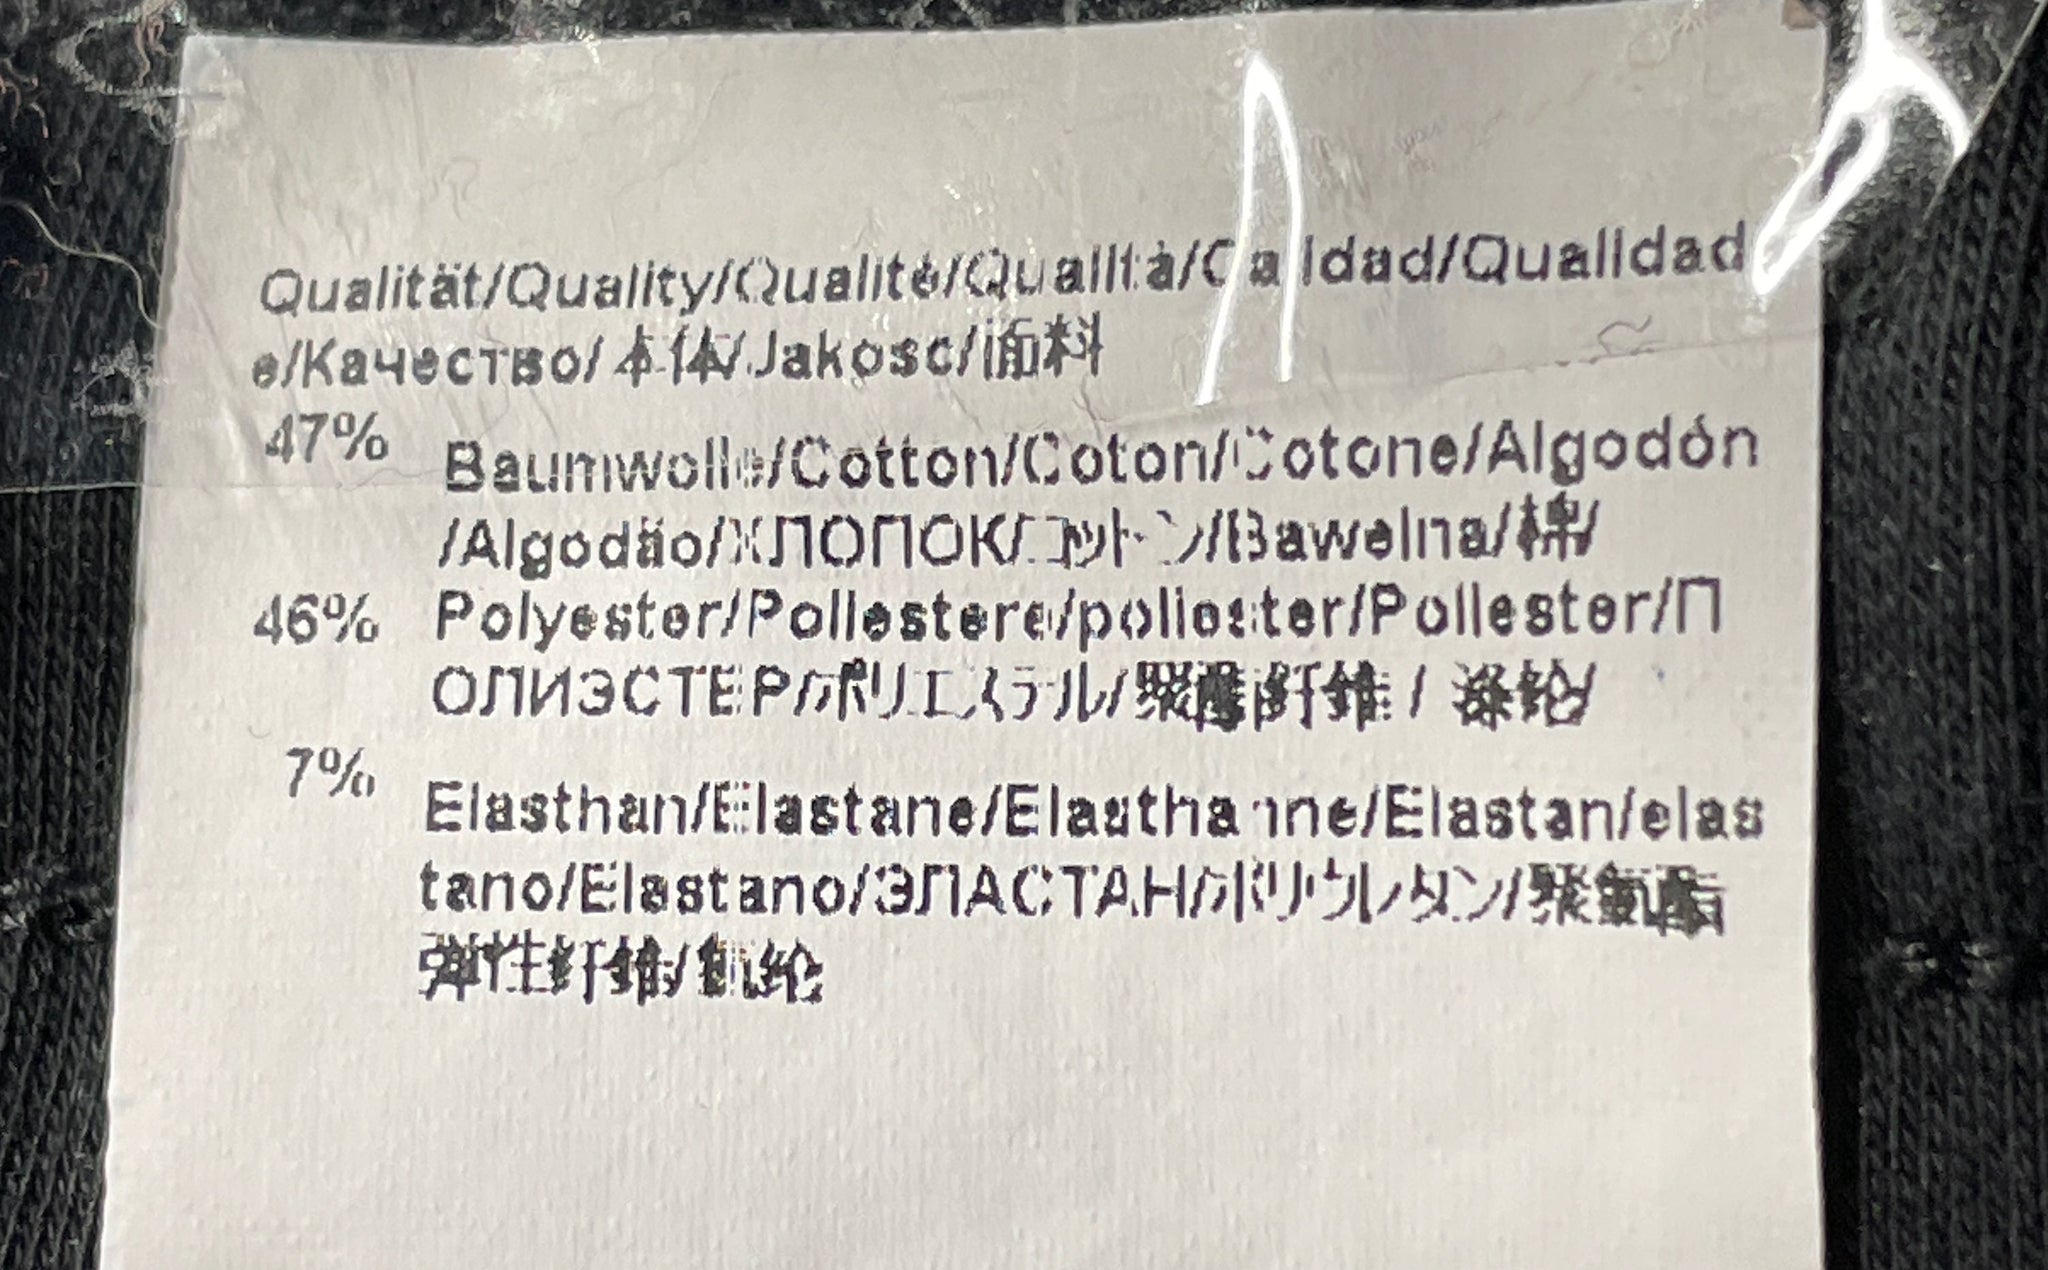 Qualität/Quality/Qualité/Qualità/Calidad/Qualidad
e/Качество/本体/Jakosc/面料
47% Baumwolle/Cotton/Coton/Cotone/Algodón
/Algodão/ХЛОПОК/コットン/Bawelna/棉/
46% Polyester/Poliestere/poliester/Poliester/П
ОЛИЭСТЕР/ポリエステル/聚酯纤维 / 涤纶/
7% Elasthan/Elastane/Elasthanne/Elastan/elas
tano/Elastano/ЭЛАСТАН/ポリウレタン/聚氨酯
弹性纤维/氨纶